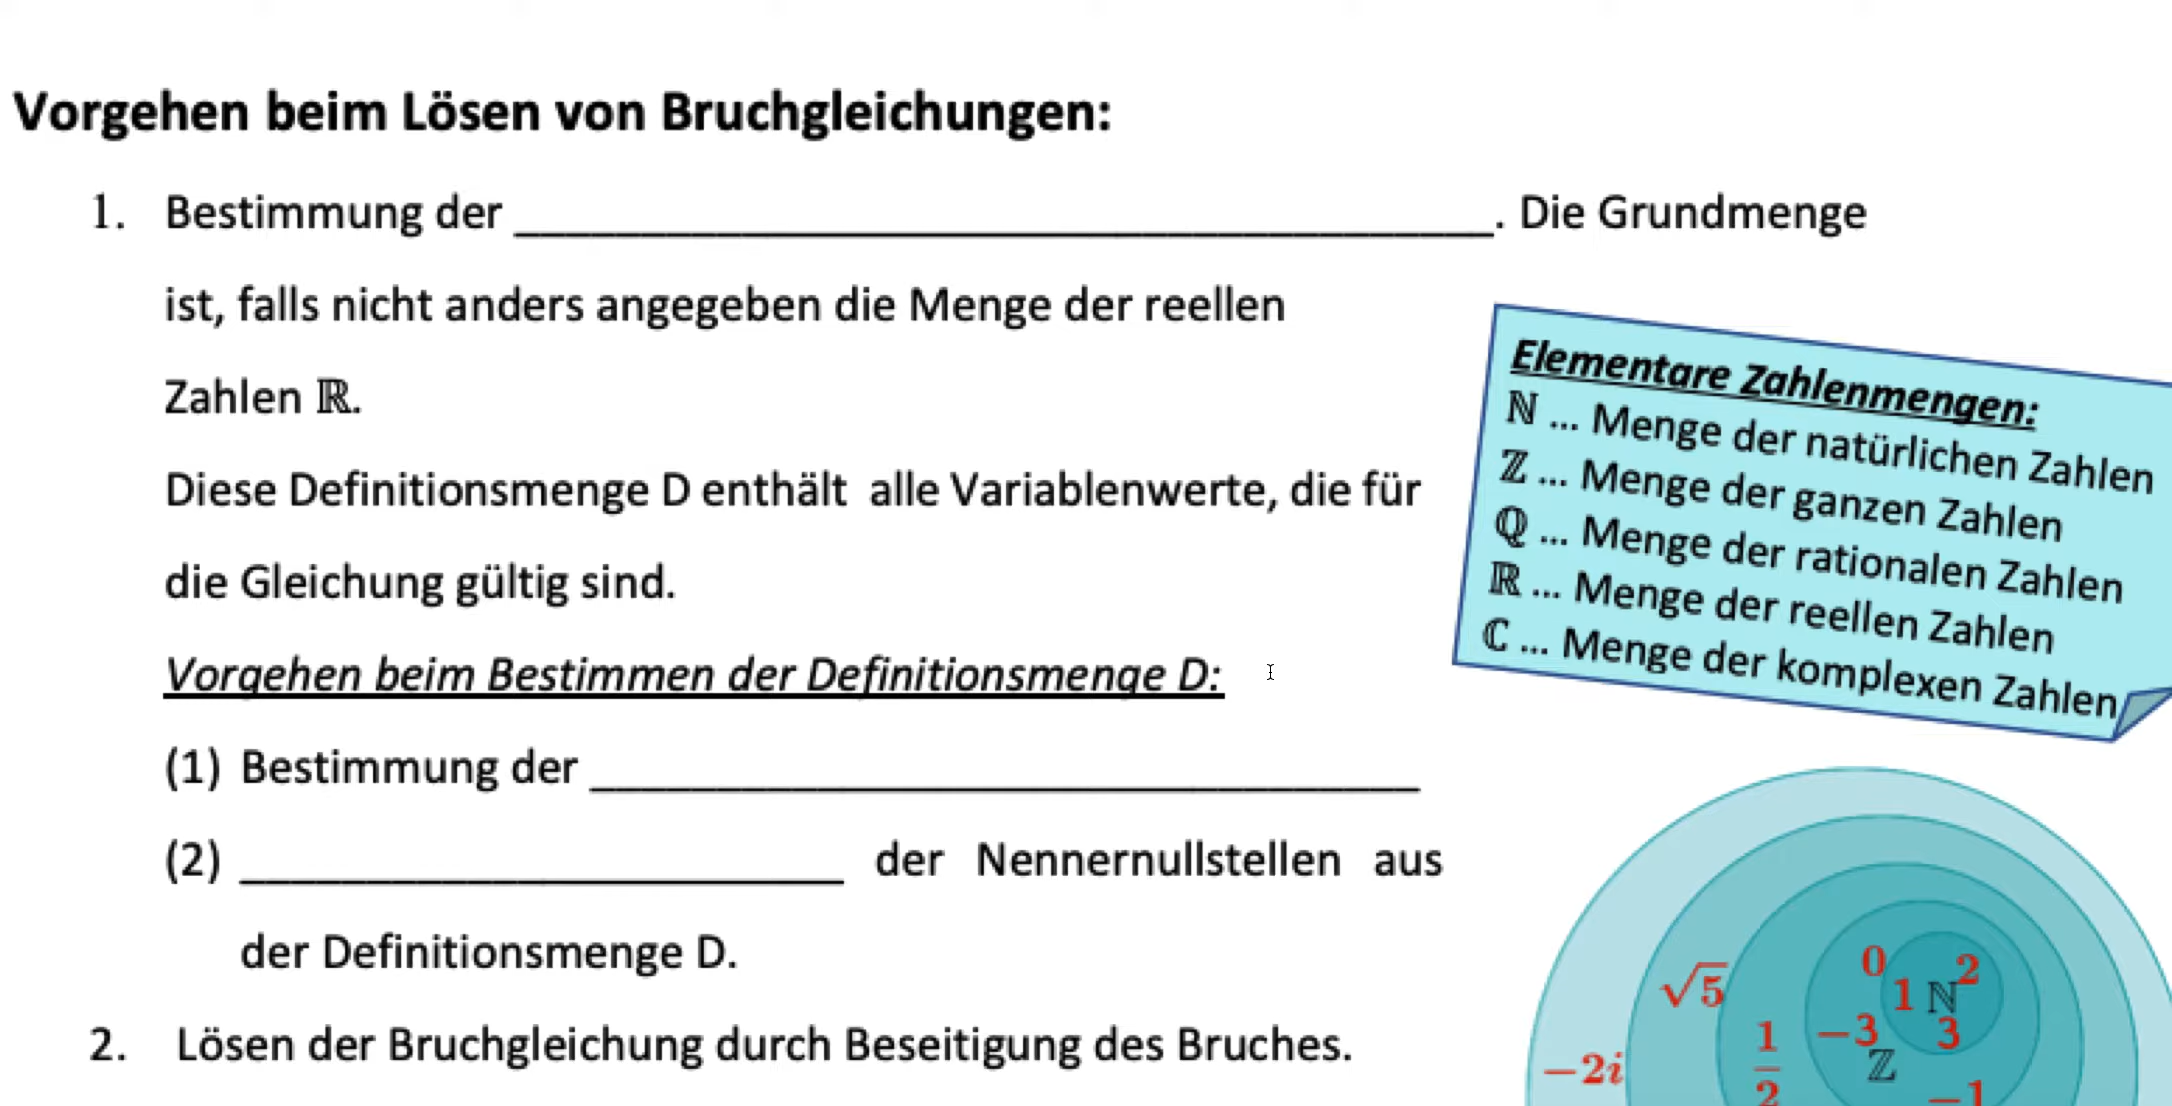 Vorgehen beim Lösen von Bruchgleichungen:
1. Bestimmung der ______________________________________. Die Grundmenge
ist, falls nicht anders angegeben die Menge der reellen
Zahlen ℝ.
Diese Definitionsmenge D enthält alle Variablenwerte, die für
die Gleichung gültig sind.
Vorgehen beim Bestimmen der Definitionsmenge D:
(1) Bestimmung der ________________________________
(2) ________________________ der Nennernullstellen aus
der Definitionsmenge D.
2. Lösen der Bruchgleichung durch Beseitigung des Bruches.
Elementare Zahlenmengen:
ℕ ... Menge der natürlichen Zahlen
ℤ ... Menge der ganzen Zahlen
ℚ ... Menge der rationalen Zahlen
ℝ ... Menge der reellen Zahlen
ℂ ... Menge der komplexen Zahlen
0 2
√5 1 ℕ
1/2 −3 3
−2i ℤ
−1